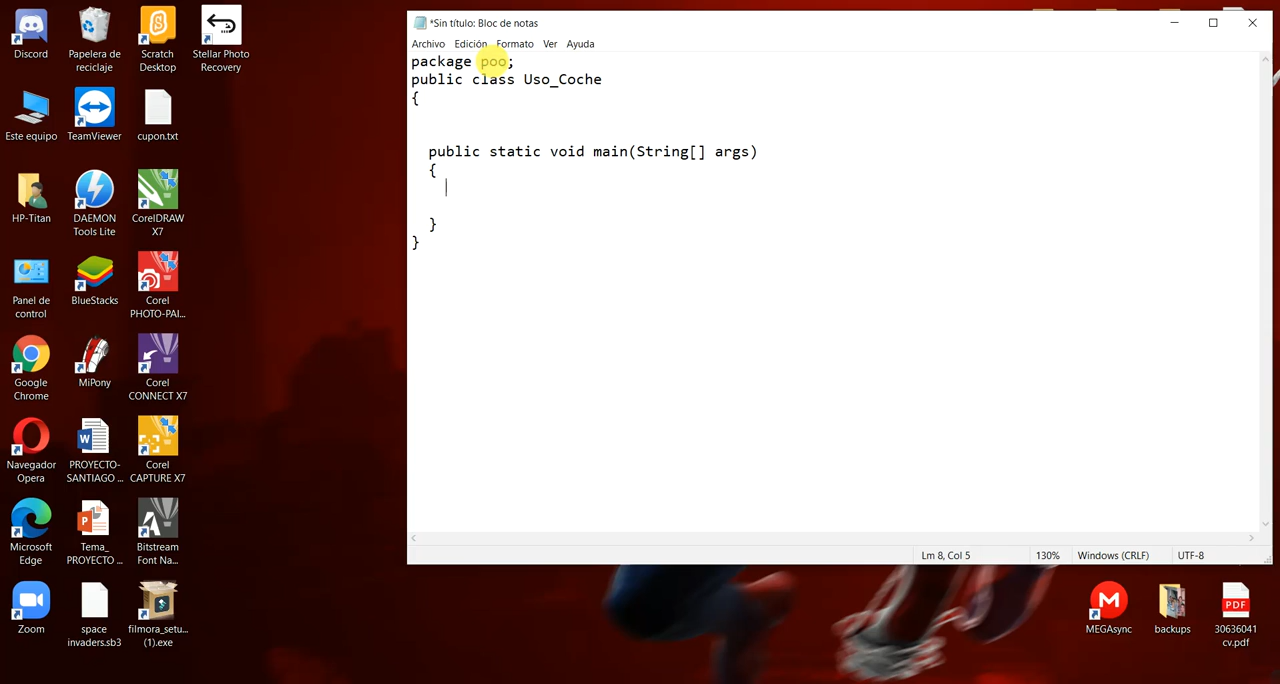 *Sin título: Bloc de notas
Archivo Edición Formato Ver Ayuda
package poo;
public class Uso_Coche
{
public static void main(String[] args)
{
}
}
Lm 8, Col 5 130% Windows (CRLF) UTF-8
Discord
Papelera de
reciclaje
Scratch
Desktop
Stellar Photo
Recovery
Este equipo
TeamViewer
cupon.txt
HP-Titan
DAEMON
Tools Lite
CorelDRAW
X7
Panel de
control
BlueStacks
Corel
PHOTO-PAI...
Google
Chrome
MiPony
Corel
CONNECT X7
Navegador
Opera
PROYECTO-
SANTIAGO ...
Corel
CAPTURE X7
Microsoft
Edge
Tema_
PROYECTO ...
Bitstream
Font Na...
Zoom
space
invaders.sb3
filmora_setu...
(1).exe
MEGAsync
backups
PDF
30636041
cv.pdf